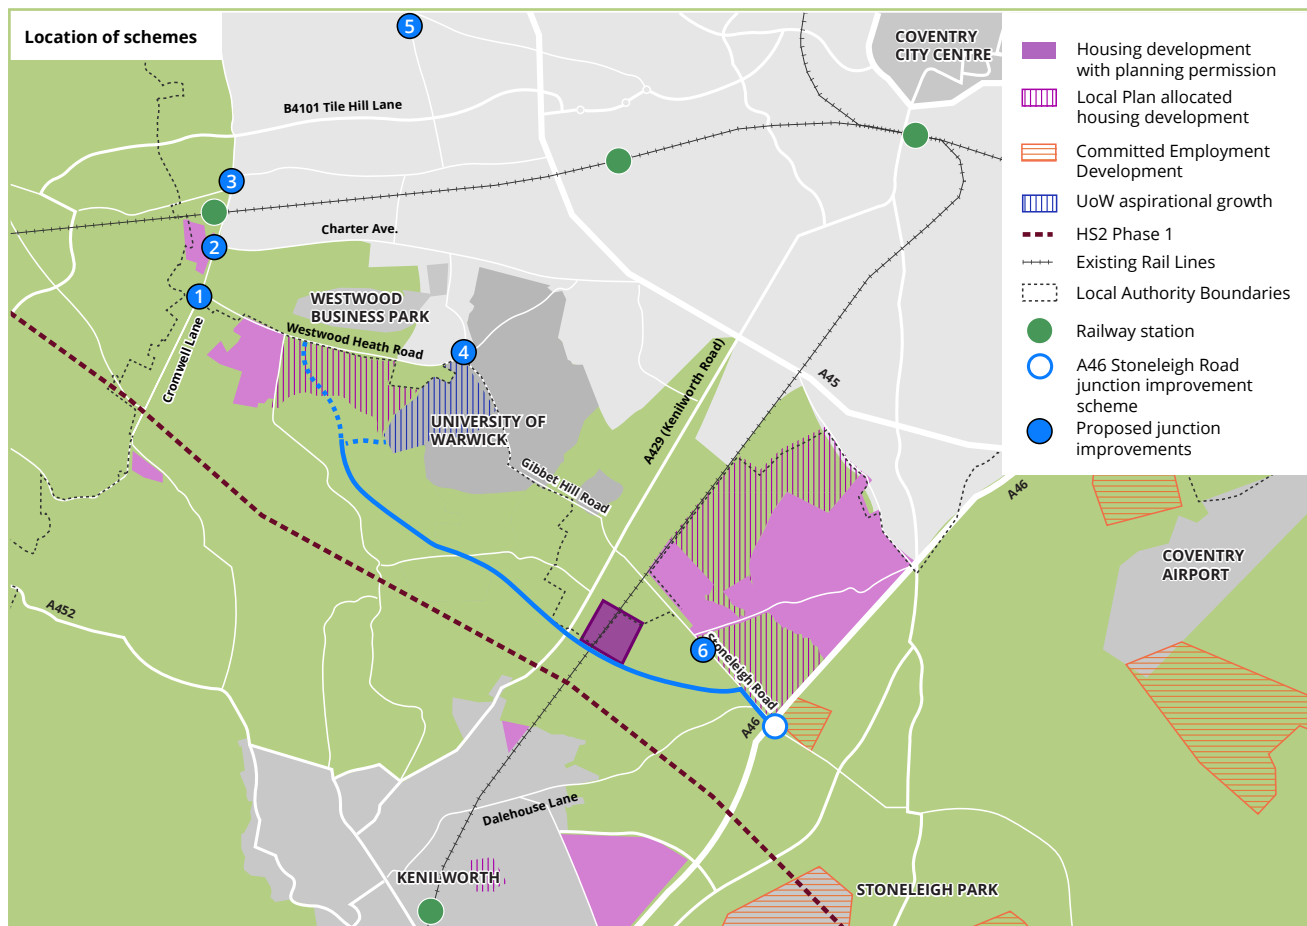 Location of schemes
5
COVENTRY
CITY CENTRE
B4101 Tile Hill Lane
3
Charter Ave.
2
1
WESTWOOD
BUSINESS PARK
Westwood Heath Road
4
Cromwell Lane
UNIVERSITY OF
WARWICK
Gibbet Hill Road
A429 (Kenilworth Road)
A45
A46
COVENTRY
AIRPORT
A452
6
Stoneleigh Road
A46
Dalehouse Lane
KENILWORTH
STONELEIGH PARK
Housing development
with planning permission
Local Plan allocated
housing development
Committed Employment
Development
UoW aspirational growth
HS2 Phase 1
Existing Rail Lines
Local Authority Boundaries
Railway station
A46 Stoneleigh Road
junction improvement
scheme
Proposed junction
improvements